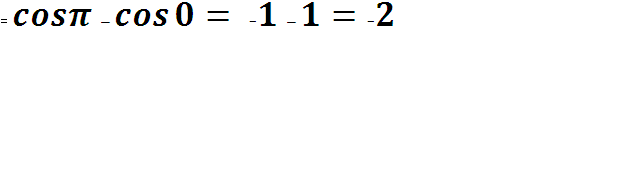 = cosπ – cos 0 = –1 – 1 = –2